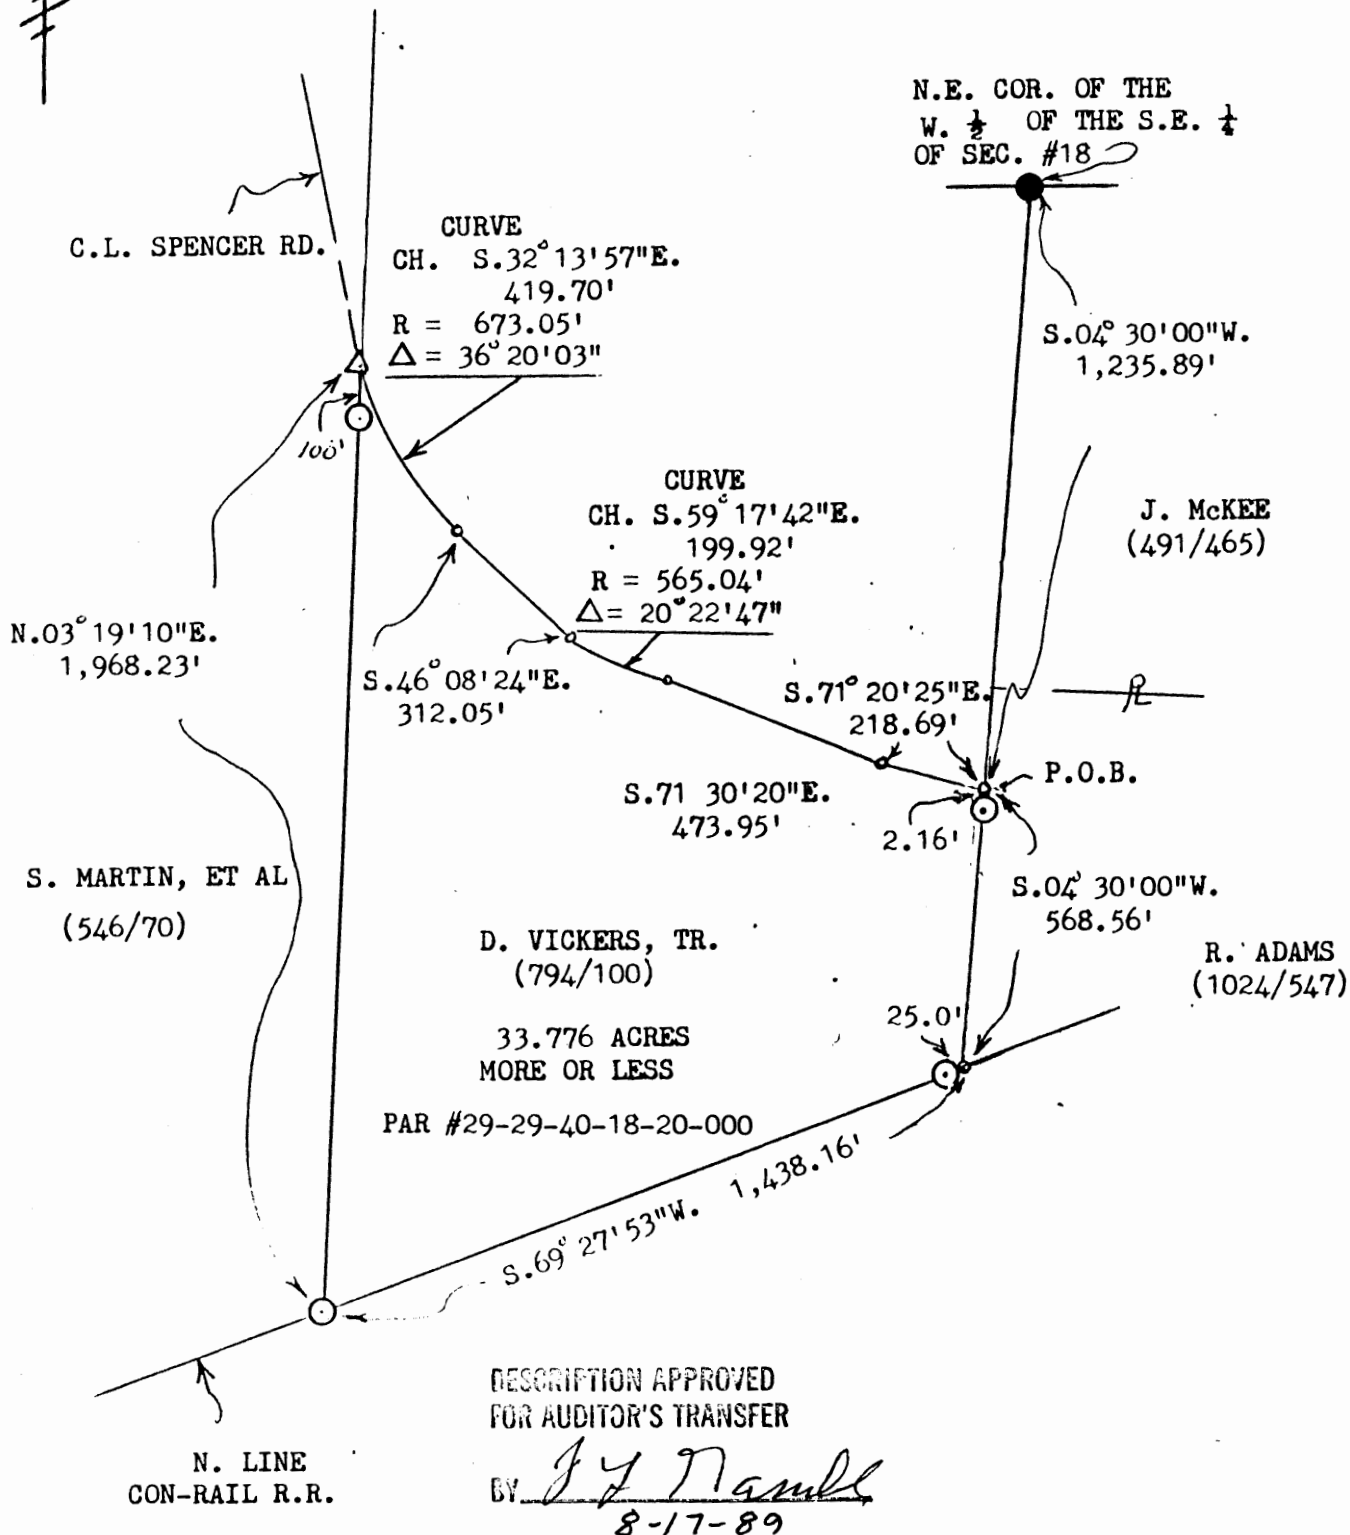 N.E. COR. OF THE
W. ½ OF THE S.E. ¼
OF SEC. #18
C.L. SPENCER RD.
CURVE
CH. S.32°13'57"E.
419.70'
R = 673.05'
Δ = 36°20'03"
S.04°30'00"W.
1,235.89'
100'
CURVE
CH. S.59°17'42"E.
199.92'
R = 565.04'
Δ= 20°22'47"
J. McKEE
(491/465)
N.03°19'10"E.
1,968.23'
S.46°08'24"E.
312.05'
S.71°20'25"E.
218.69'
P.O.B.
S.71 30'20"E.
473.95'
2.16'
S. MARTIN, ET AL
(546/70)
S.04°30'00"W.
568.56'
D. VICKERS, TR.
(794/100)
R. ADAMS
(1024/547)
25.0'
33.776 ACRES
MORE OR LESS
PAR #29-29-40-18-20-000
S.69°27'53"W. 1,438.16'
N. LINE
CON-RAIL R.R.
DESCRIPTION APPROVED
FOR AUDITOR'S TRANSFER
BY
8-17-89